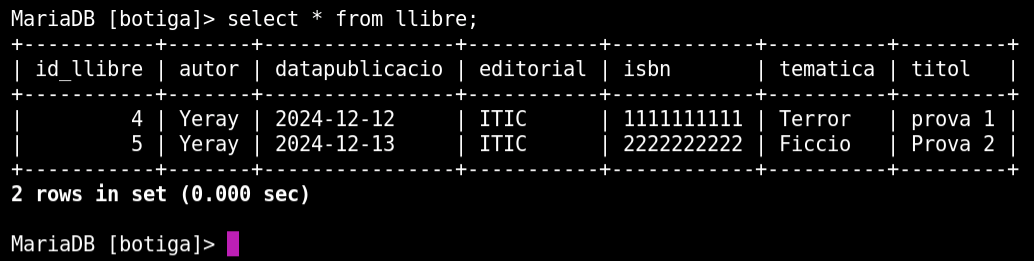 MariaDB [botiga]> select * from llibre;
+-----------+-------+----------------+-----------+------------+----------+---------+
| id_llibre | autor | datapublicacio | editorial | isbn       | tematica | titol   |
+-----------+-------+----------------+-----------+------------+----------+---------+
|         4 | Yeray | 2024-12-12     | ITIC      | 1111111111 | Terror   | prova 1 |
|         5 | Yeray | 2024-12-13     | ITIC      | 2222222222 | Ficcio   | Prova 2 |
+-----------+-------+----------------+-----------+------------+----------+---------+
2 rows in set (0.000 sec)
MariaDB [botiga]>